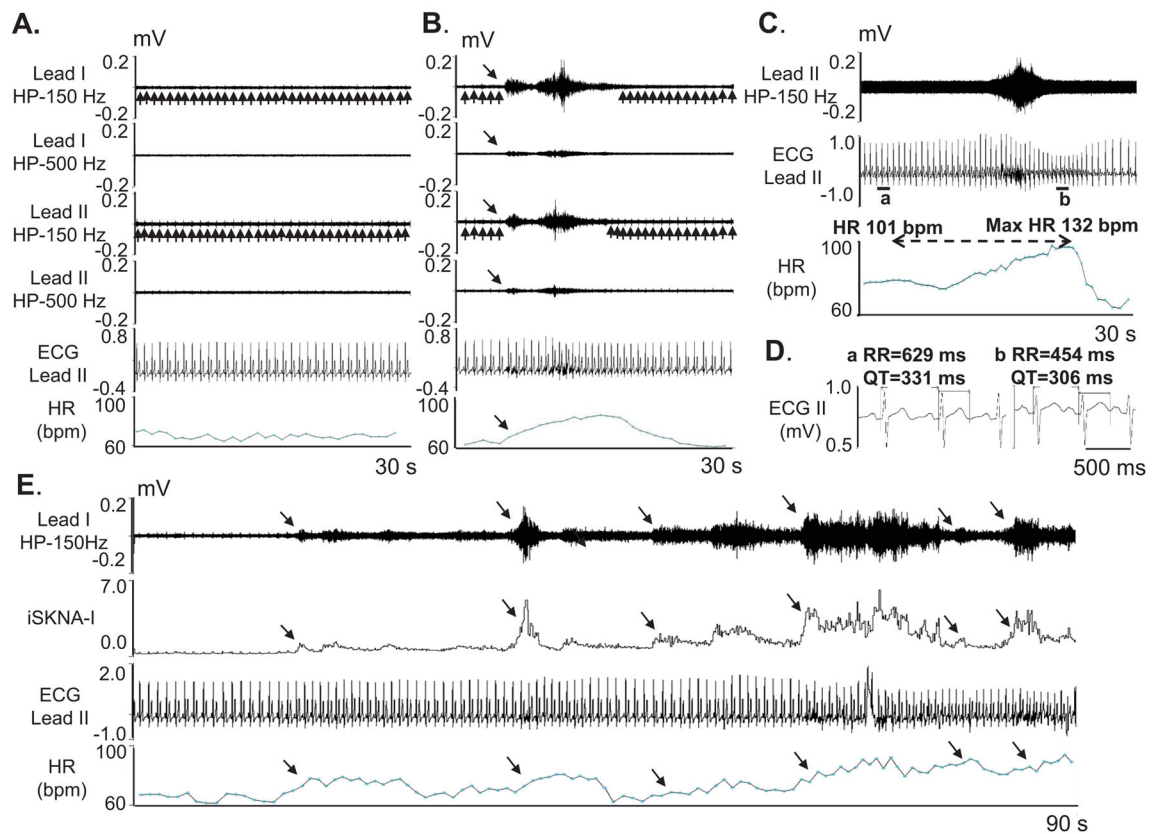 A.
mV
Lead I
HP-150 Hz
0.2
-0.2
Lead I
HP-500 Hz
0.2
-0.2
Lead II
HP-150 Hz
0.2
-0.2
Lead II
HP-500 Hz
0.2
-0.2
ECG
Lead II
0.8
-0.4
HR
(bpm)
100
60
30 s
B.
mV
0.2
-0.2
0.2
-0.2
0.2
-0.2
0.2
-0.2
0.8
-0.4
100
60
30 s
C.
mV
Lead II
HP-150 Hz
0.2
-0.2
ECG
Lead II
1.0
-1.0
a
b
HR 101 bpm
Max HR 132 bpm
HR
(bpm)
100
60
30 s
D.
a RR=629 ms
QT=331 ms
b RR=454 ms
QT=306 ms
ECG II
(mV)
1.0
0.5
500 ms
E.
mV
Lead I
HP-150Hz
0.2
-0.2
iSKNA-I
7.0
0.0
ECG
Lead II
2.0
-1.0
HR
(bpm)
100
60
90 s